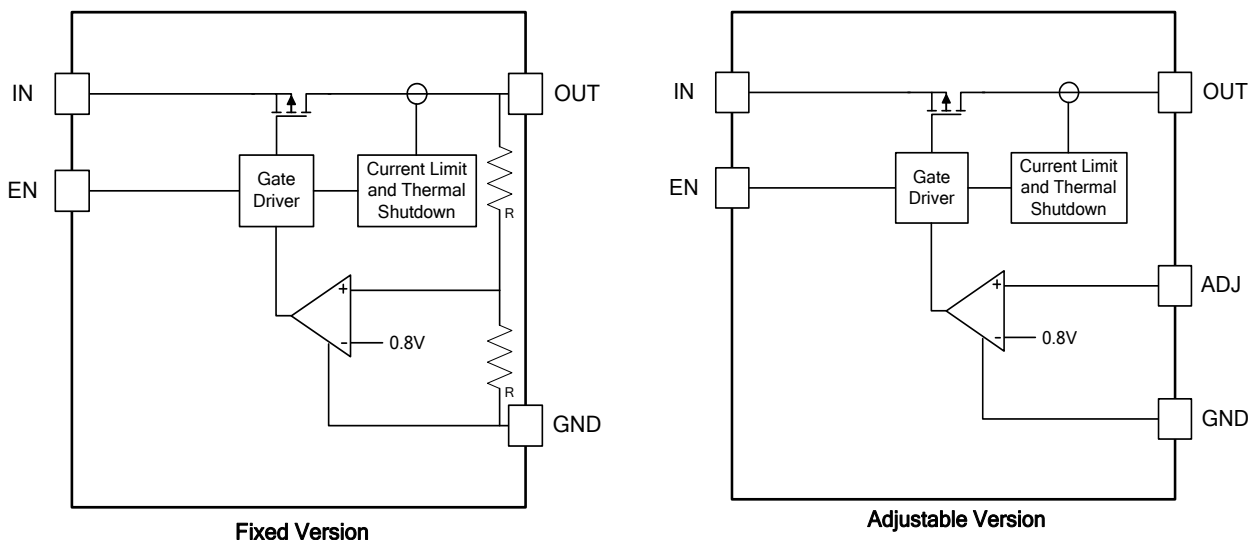 IN
OUT
EN
Gate
Driver
Current Limit
and Thermal
Shutdown
R
+
-
0.8V
R
GND
Fixed Version
IN
OUT
EN
Gate
Driver
Current Limit
and Thermal
Shutdown
ADJ
+
-
0.8V
GND
Adjustable Version